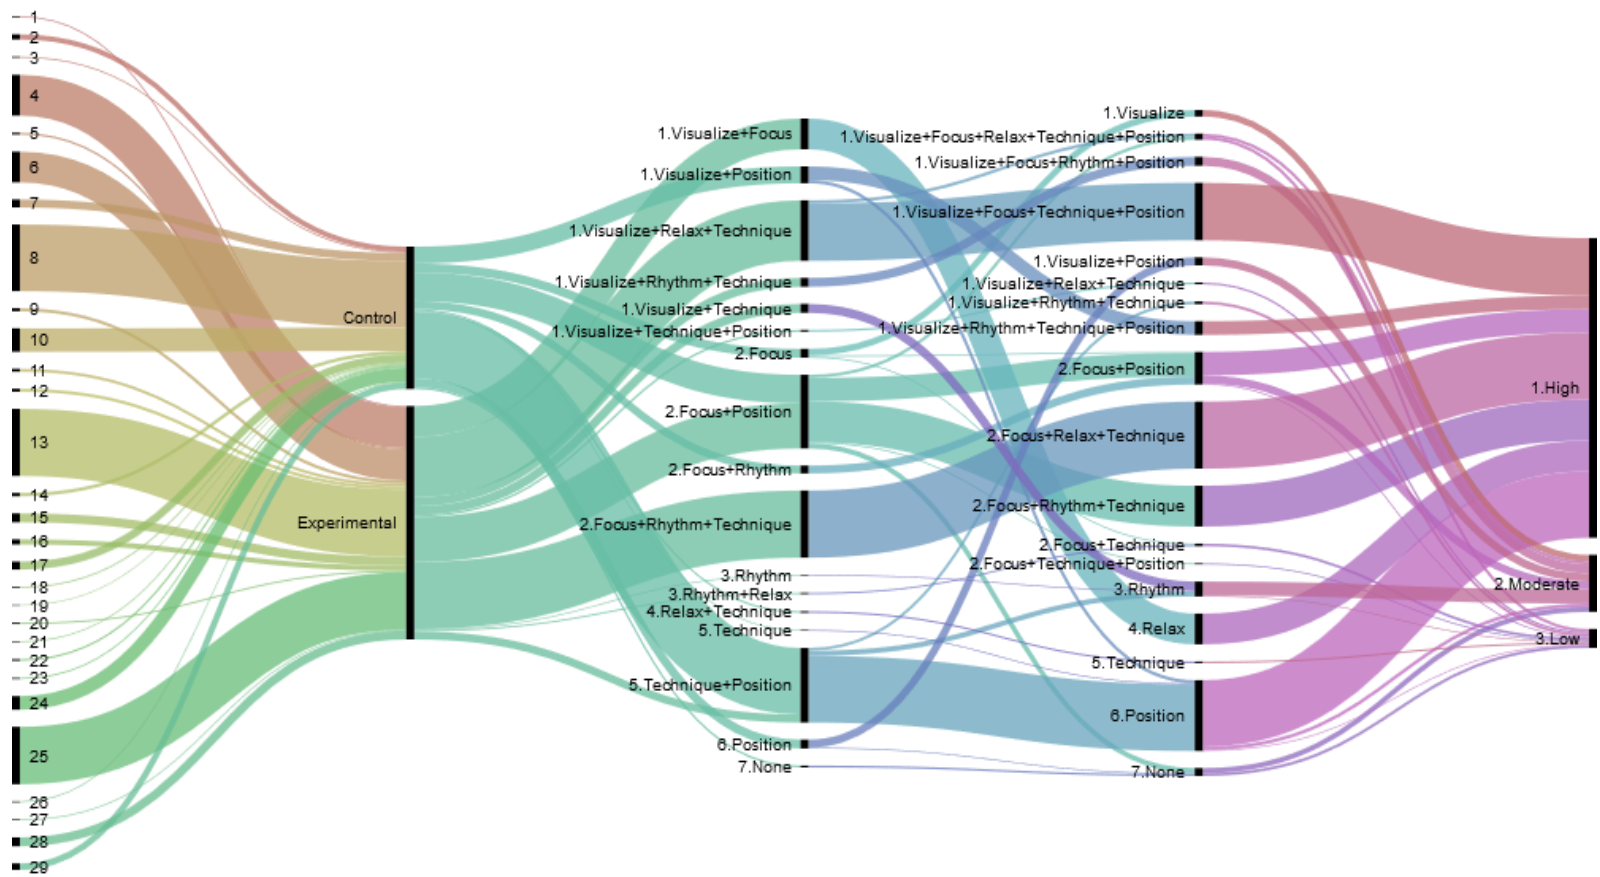 1
2
3
4
5
6
7
8
9
10
11
12
13
14
15
16
17
18
19
20
21
22
23
24
25
26
27
28
29
Control
Experimental
1.Visualize+Focus
1.Visualize+Position
1.Visualize+Relax+Technique
1.Visualize+Rhythm+Technique
1.Visualize+Technique
1.Visualize+Technique+Position
2.Focus
2.Focus+Position
2.Focus+Rhythm
2.Focus+Rhythm+Technique
3.Rhythm
3.Rhythm+Relax
4.Relax+Technique
5.Technique
5.Technique+Position
6.Position
7.None
1.Visualize
1.Visualize+Focus+Relax+Technique+Position
1.Visualize+Focus+Rhythm+Position
1.Visualize+Focus+Technique+Position
1.Visualize+Position
1.Visualize+Relax+Technique
1.Visualize+Rhythm+Technique
1.Visualize+Rhythm+Technique+Position
2.Focus+Position
2.Focus+Relax+Technique
2.Focus+Rhythm+Technique
2.Focus+Technique
2.Focus+Technique+Position
3.Rhythm
4.Relax
5.Technique
6.Position
7.None
1.High
2.Moderate
3.Low